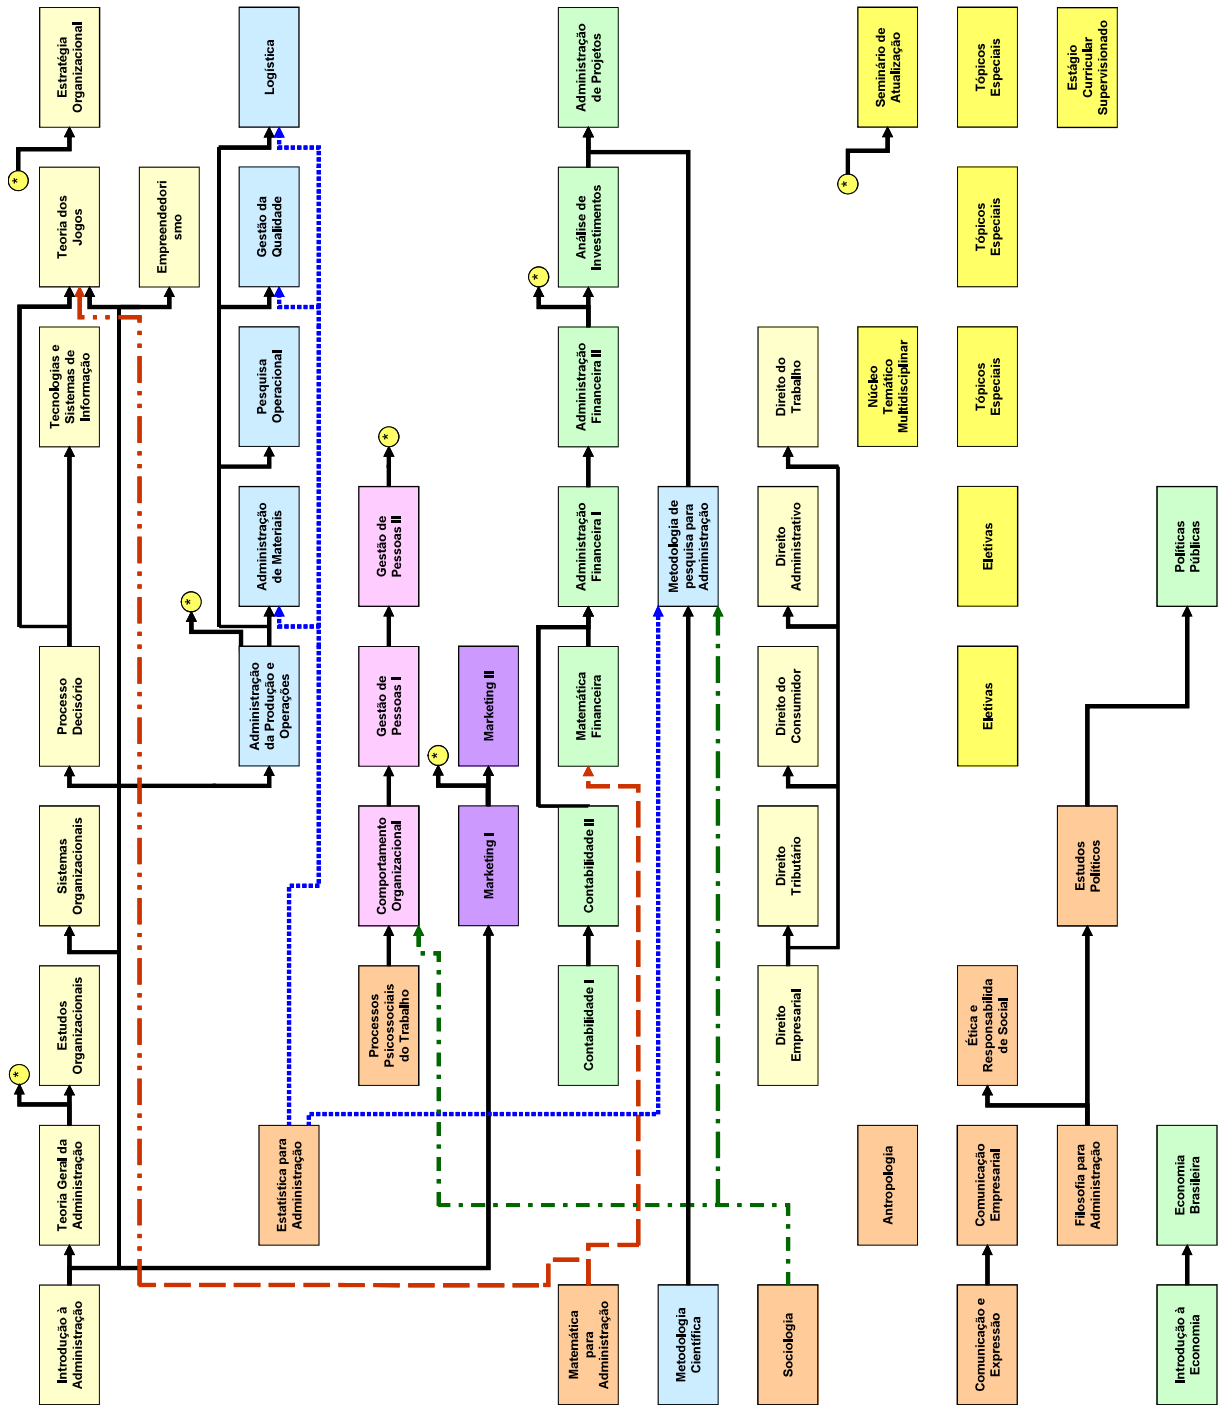 *
*
Introdução à
Administração
Teoria Geral da
Administração
Estudos
Organizacionais
Sistemas
Organizacionais
Processo
Decisório
Tecnologias e
Sistemas de
Informação
Teoria dos
Jogos
Estratégia
Organizacional
Empreendedori
smo
*
Estatística para
Administração
Administração
da Produção e
Operações
Administração
de Materiais
Pesquisa
Operacional
Gestão da
Qualidade
Logística
Processos
Psicossociais
do Trabalho
Comportamento
Organizacional
Gestão de
Pessoas I
Gestão de
Pessoas II
*
*
Marketing I
Marketing II
*
Matemática
para
Administração
Contabilidade I
Contabilidade II
Matemática
Financeira
Administração
Financeira I
Administração
Financeira II
Análise de
Investimentos
Administração
de Projetos
Metodologia
Científica
Metodologia de
pesquisa para
Administração
Sociologia
Direito
Empresarial
Direito
Tributário
Direito do
Consumidor
Direito
Administrativo
Direito do
Trabalho
*
Antropologia
Núcleo
Temático
Multidisciplinar
Seminário de
Atualização
Comunicação e
Expressão
Comunicação
Empresarial
Ética e
Responsabilida
de Social
Eletivas
Eletivas
Tópicos
Especiais
Tópicos
Especiais
Tópicos
Especiais
Filosofia para
Administração
Estudos
Políticos
Estágio
Curricular
Supervisionado
Introdução à
Economia
Economia
Brasileira
Políticas
Públicas